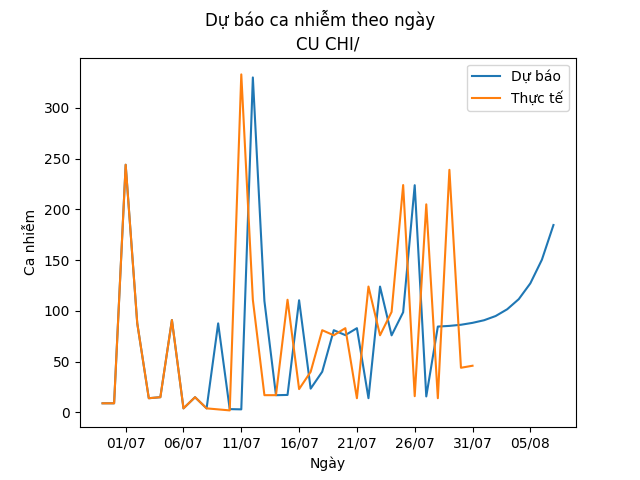 Dự báo ca nhiễm theo ngày
CU CHI/
Dự báo
Thực tế
Ca nhiễm
300
250
200
150
100
50
0
01/07 06/07 11/07 16/07 21/07 26/07 31/07 05/08
Ngày